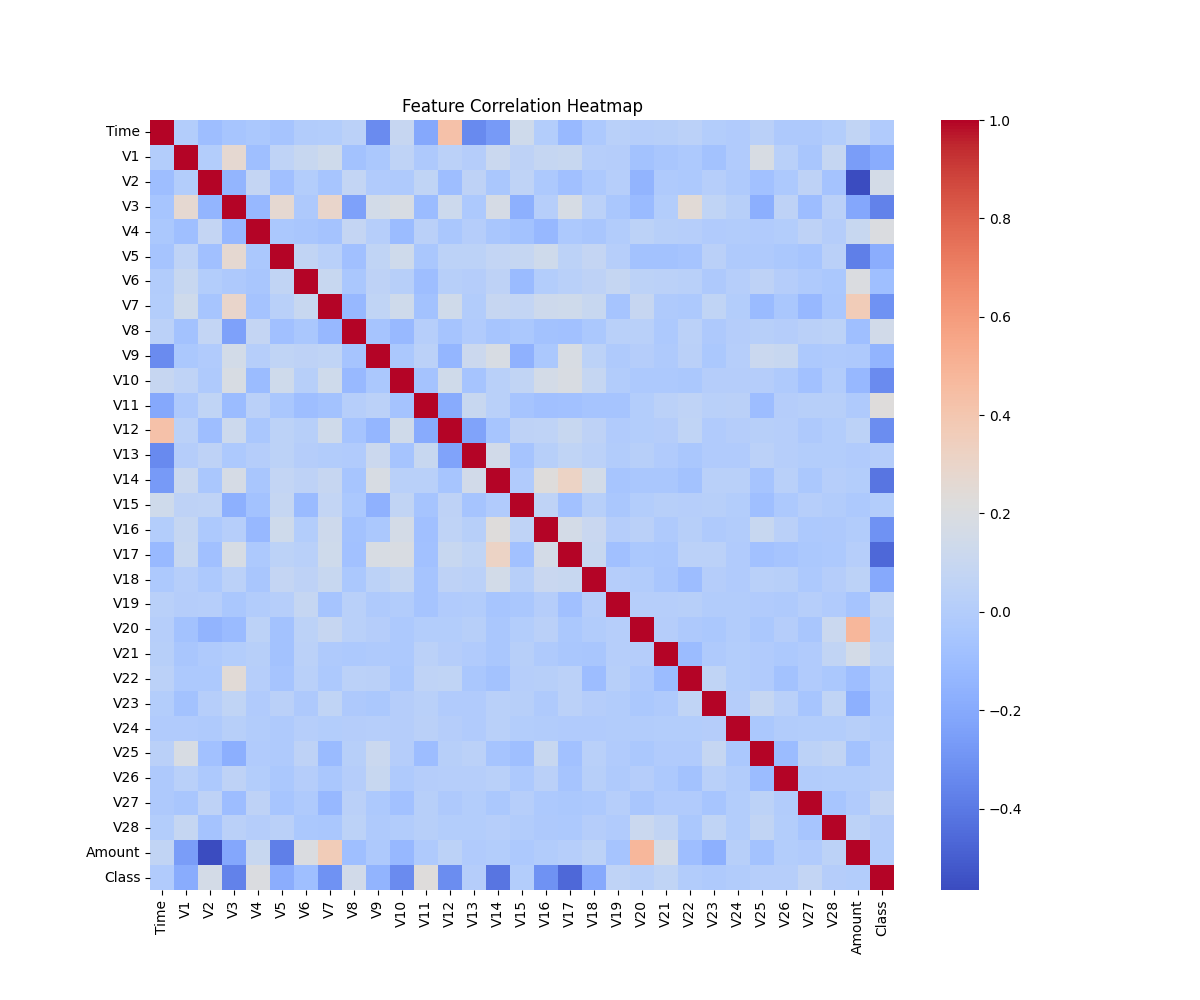 Feature Correlation Heatmap
Time
V1
V2
V3
V4
V5
V6
V7
V8
V9
V10
V11
V12
V13
V14
V15
V16
V17
V18
V19
V20
V21
V22
V23
V24
V25
V26
V27
V28
Amount
Class
Time
V1
V2
V3
V4
V5
V6
V7
V8
V9
V10
V11
V12
V13
V14
V15
V16
V17
V18
V19
V20
V21
V22
V23
V24
V25
V26
V27
V28
Amount
Class
1.0
0.8
0.6
0.4
0.2
0.0
−0.2
−0.4